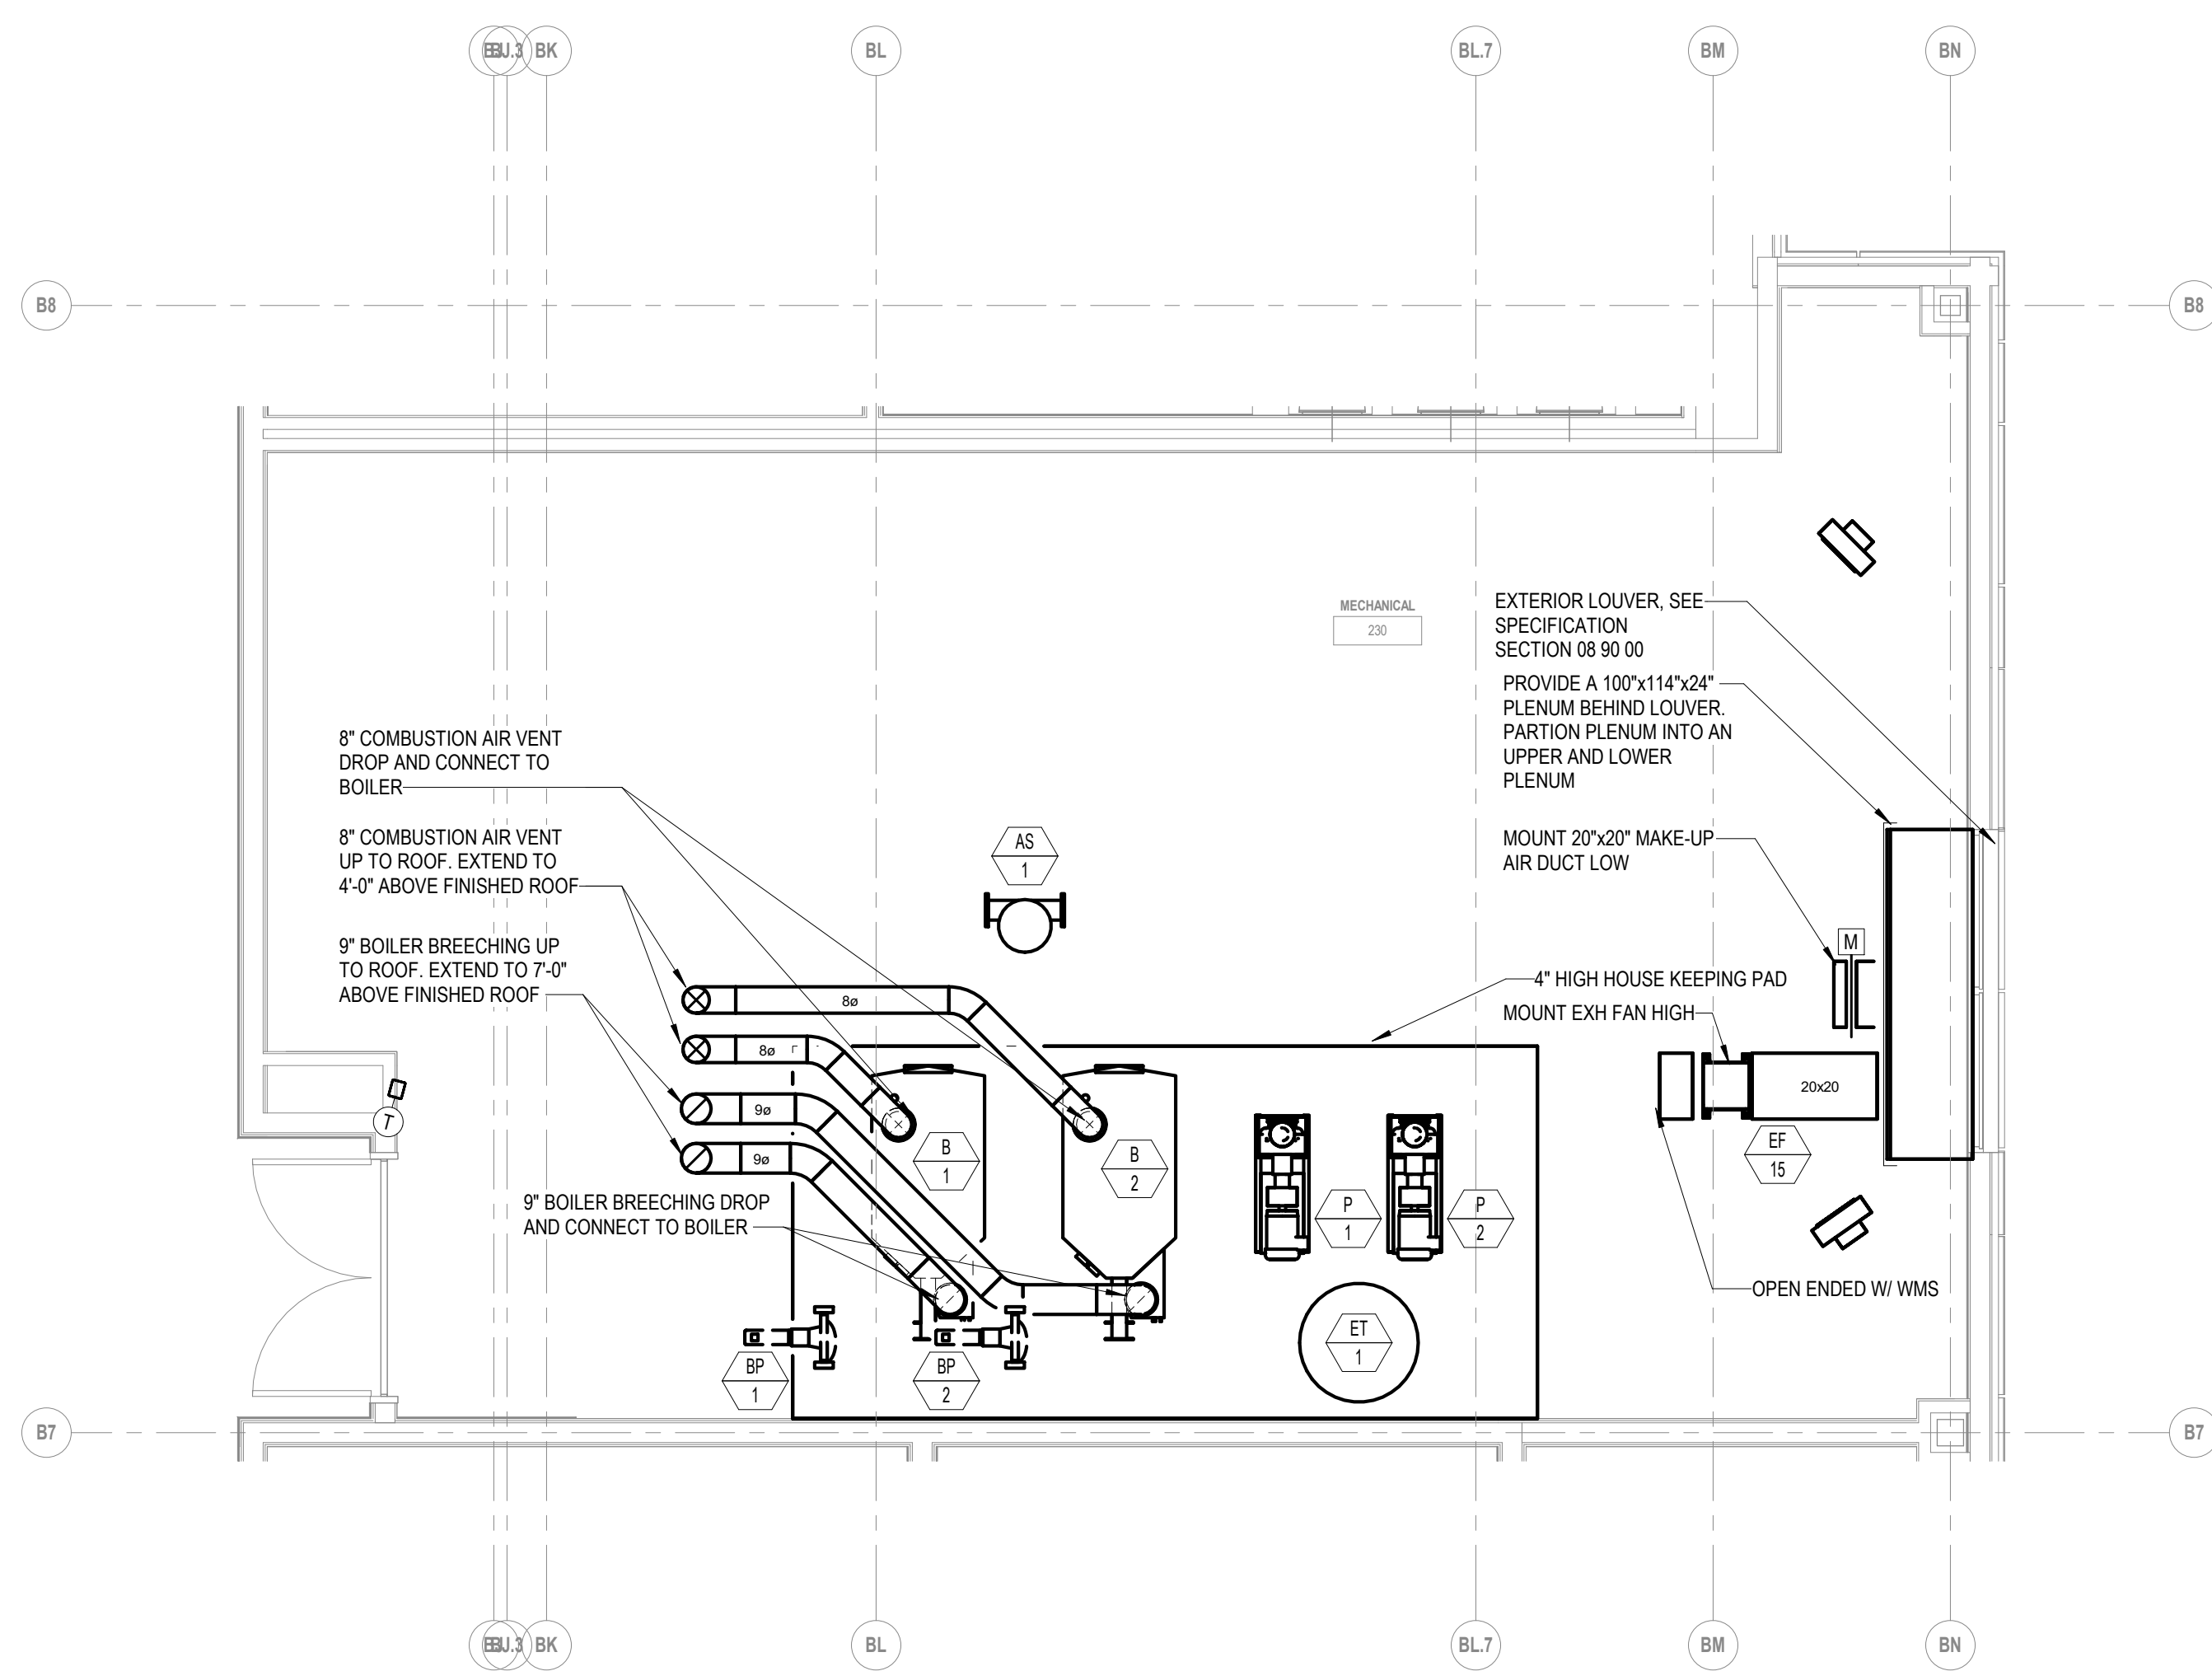 BJ.3
BK
BL
BL.7
BM
BN
B8
B8
MECHANICAL
230
EXTERIOR LOUVER, SEE
SPECIFICATION
SECTION 08 90 00
PROVIDE A 100"x114"x24"
PLENUM BEHIND LOUVER.
PARTION PLENUM INTO AN
UPPER AND LOWER
PLENUM
8" COMBUSTION AIR VENT
DROP AND CONNECT TO
BOILER
8" COMBUSTION AIR VENT
UP TO ROOF. EXTEND TO
4'-0" ABOVE FINISHED ROOF
9" BOILER BREECHING UP
TO ROOF. EXTEND TO 7'-0"
ABOVE FINISHED ROOF
AS
1
MOUNT 20"x20" MAKE-UP
AIR DUCT LOW
M
4" HIGH HOUSE KEEPING PAD
MOUNT EXH FAN HIGH
8ø
8ø
9ø
9ø
20x20
T
B
1
B
2
EF
15
P
1
P
2
9" BOILER BREECHING DROP
AND CONNECT TO BOILER
OPEN ENDED W/ WMS
ET
1
BP
1
BP
2
B7
B7
BJ.3
BK
BL
BL.7
BM
BN